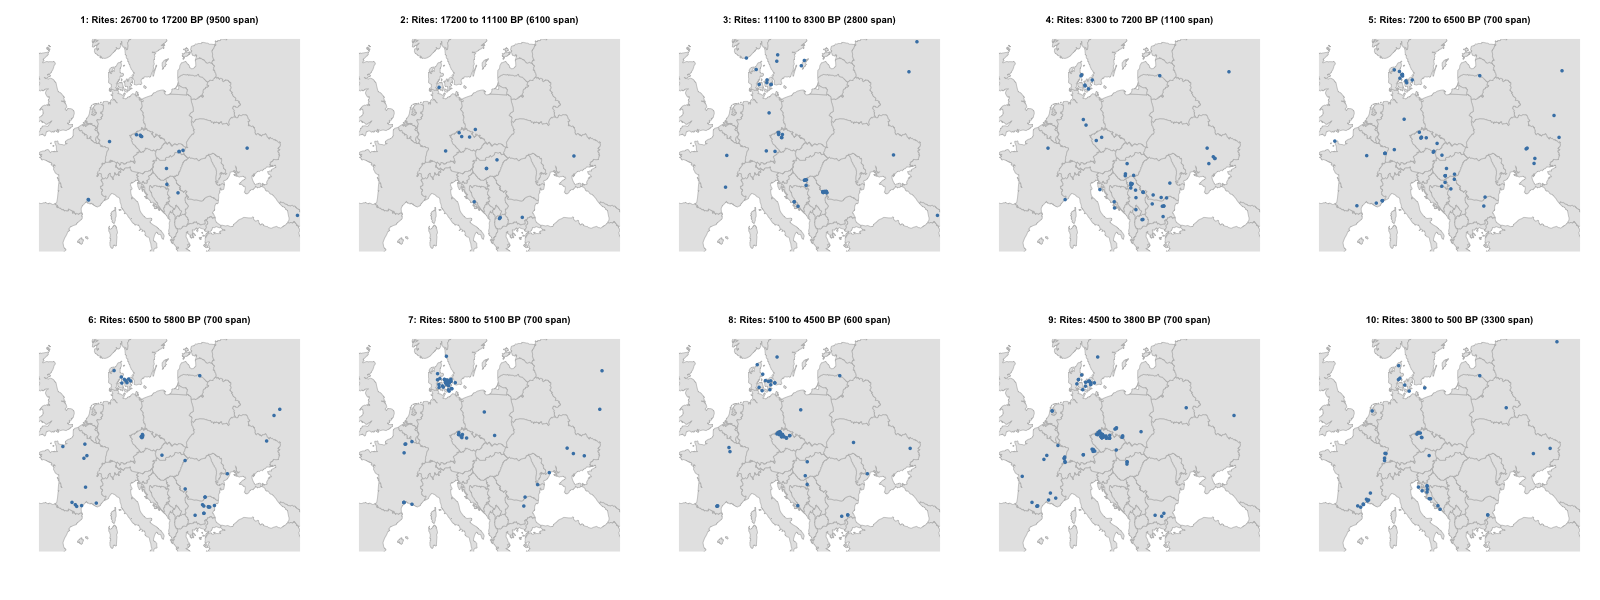 1: Rites: 26700 to 17200 BP (9500 span)
2: Rites: 17200 to 11100 BP (6100 span)
3: Rites: 11100 to 8300 BP (2800 span)
4: Rites: 8300 to 7200 BP (1100 span)
5: Rites: 7200 to 6500 BP (700 span)
6: Rites: 6500 to 5800 BP (700 span)
7: Rites: 5800 to 5100 BP (700 span)
8: Rites: 5100 to 4500 BP (600 span)
9: Rites: 4500 to 3800 BP (700 span)
10: Rites: 3800 to 500 BP (3300 span)